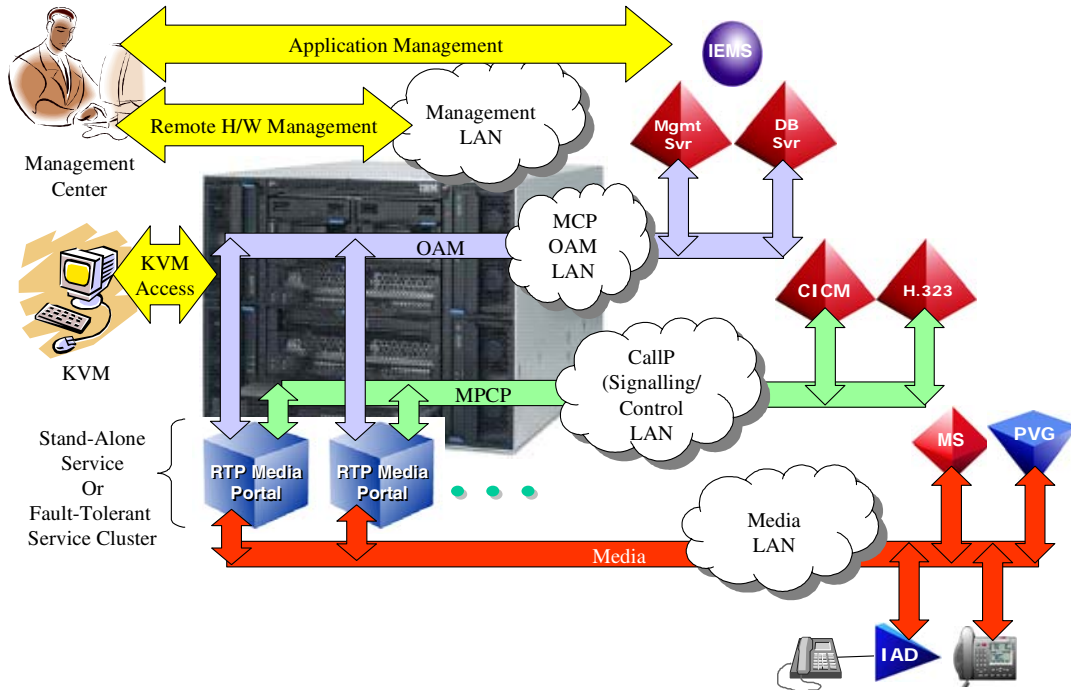 Application Management
IEMS
Remote H/W Management
Management
LAN
Mgmt
Svr
DB
Svr
Management
Center
IBM
OAM
MCP
OAM
LAN
KVM
Access
CICM
H.323
KVM
MPCP
CallP
(Signalling/
Control
LAN
Stand-Alone
Service
Or
Fault-Tolerant
Service Cluster
RTP Media
Portal
RTP Media
Portal
MS
PVG
Media
LAN
Media
IAD